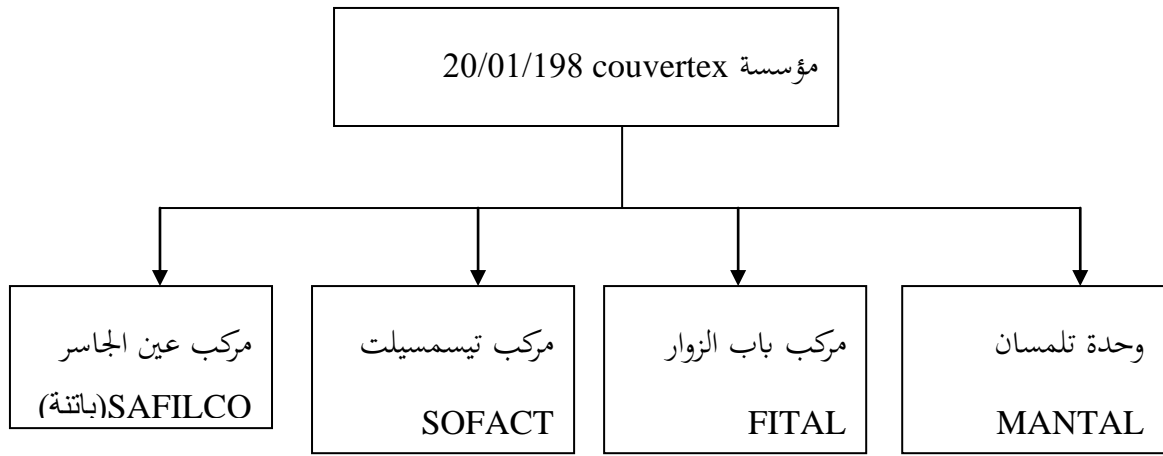 مؤسسة couvertex 20/01/198
وحدة تلمسان
MANTAL
مركب باب الزوار
FITAL
مركب تيسمسيلت
SOFACT
مركب عين الجاسر
SAFILCO(باتنة)